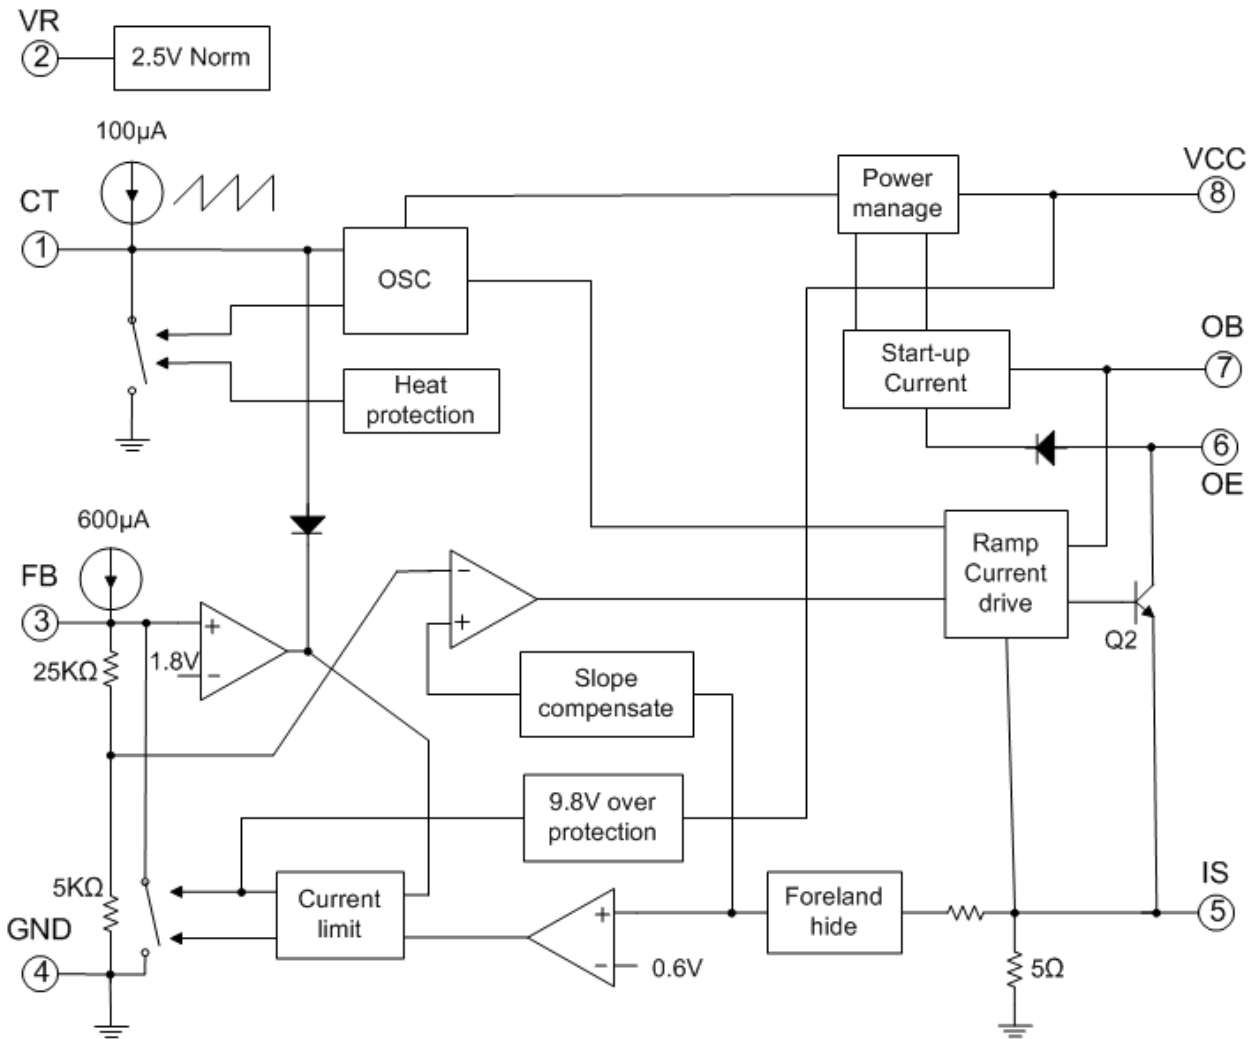 VR
2
2.5V Norm
100µA
CT
1
OSC
Power
manage
VCC
8
Start-up
Current
OB
7
Heat
protection
6
OE
600µA
FB
3
+
1.8V
−
25KΩ
−
+
Ramp
Current
drive
Q2
Slope
compensate
9.8V over
protection
5KΩ
GND
4
Current
limit
+
−
0.6V
Foreland
hide
IS
5
5Ω